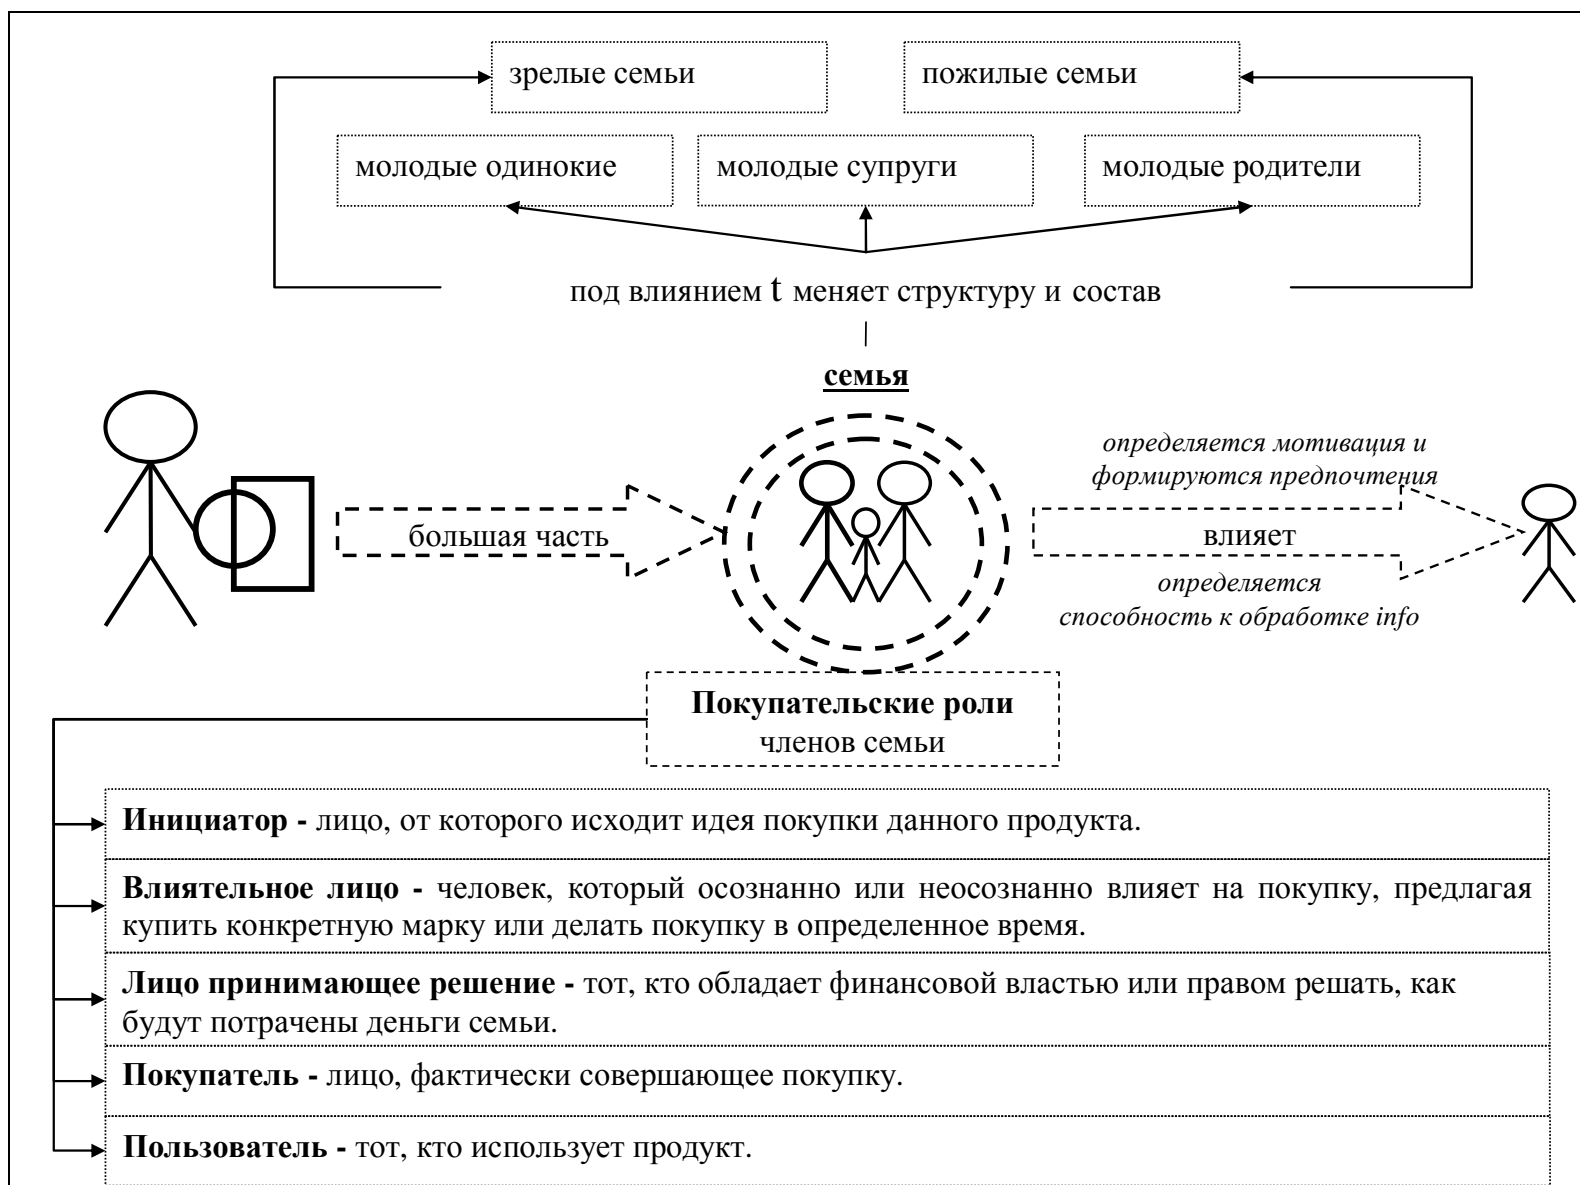 зрелые семьи
пожилые семьи
молодые одинокие
молодые супруги
молодые родители
под влиянием t меняет структуру и состав
семья
большая часть
определяется мотивация и
формируются предпочтения
влияет
определяется
способность к обработке info
Покупательские роли
членов семьи
Инициатор - лицо, от которого исходит идея покупки данного продукта.
Влиятельное лицо - человек, который осознанно или неосознанно влияет на покупку, предлагая
купить конкретную марку или делать покупку в определенное время.
Лицо принимающее решение - тот, кто обладает финансовой властью или правом решать, как
будут потрачены деньги семьи.
Покупатель - лицо, фактически совершающее покупку.
Пользователь - тот, кто использует продукт.